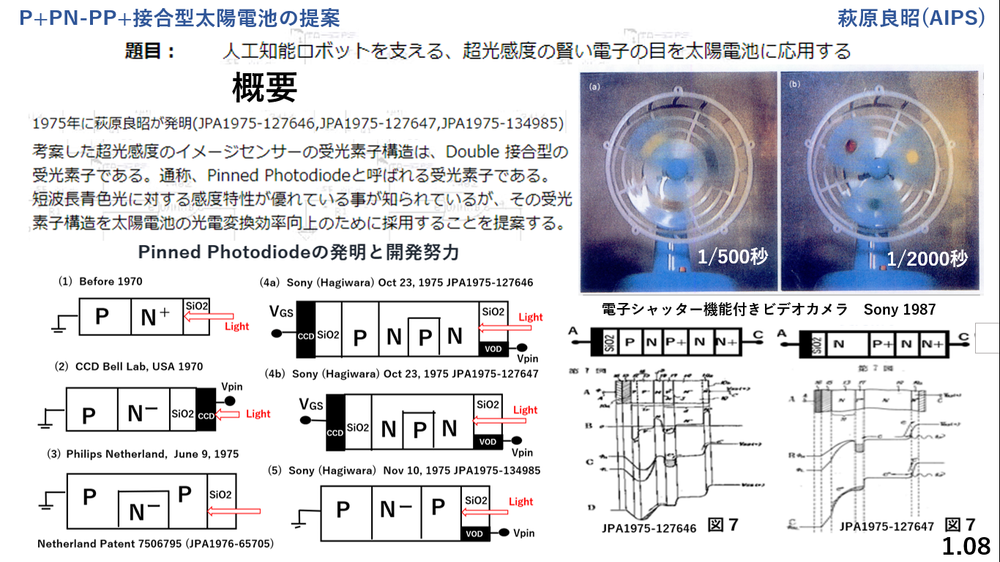 P+PN-PP+接合型太陽電池の提案
萩原良昭(AIPS)
題目： 人工知能ロボットを支える、超光感度の賢い電子の目を太陽電池に応用する
概要
1975年に萩原良昭が発明(JPA1975-127646,JPA1975-127647,JPA1975-134985)
考案した超光感度のイメージセンサーの受光素子構造は、Double 接合型の
受光素子である。通称、Pinned Photodiodeと呼ばれる受光素子である。
短波長青色光に対する感度特性が優れている事が知られているが、その受光
素子構造を太陽電池の光電変換効率向上のために採用することを提案する。
Pinned Photodiodeの発明と開発努力
(1) Before 1970
P N+ SiO2
Light
(2) CCD Bell Lab, USA 1970
Vpin
P N− SiO2 CCD
Light
(3) Philips Netherland, June 9, 1975
P N− P SiO2
Netherland Patent 7506795 (JPA1976-65705)
(4a) Sony (Hagiwara) Oct 23, 1975 JPA1975-127646
VGS
CCD SiO2 P N P N SiO2
Light
VOD
Vpin
(4b) Sony (Hagiwara) Oct 23, 1975 JPA1975-127647
VGS
CCD SiO2 N P N SiO2
Light
VOD
Vpin
(5) Sony (Hagiwara) Nov 10, 1975 JPA1975-134985
P N− P SiO2
Light
VOD
Vpin
(a)
1/500秒
(b)
1/2000秒
電子シャッター機能付きビデオカメラ Sony 1987
A SiO2 P N P+ N N+ C
A SiO2 N P+ N N+ C
第7図
A
B
C
D
JPA1975-127646 図7
第7図
A
B
C
JPA1975-127647 図7
1.08